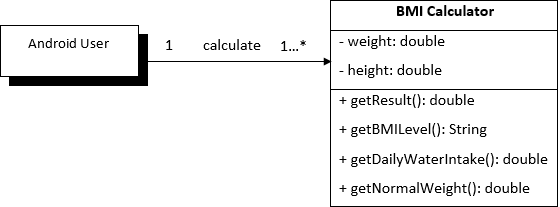 BMI Calculator
Android User
1 calculate 1...*
- weight: double
- height: double
+ getResult(): double
+ getBMILevel(): String
+ getDailyWaterIntake(): double
+ getNormalWeight(): double